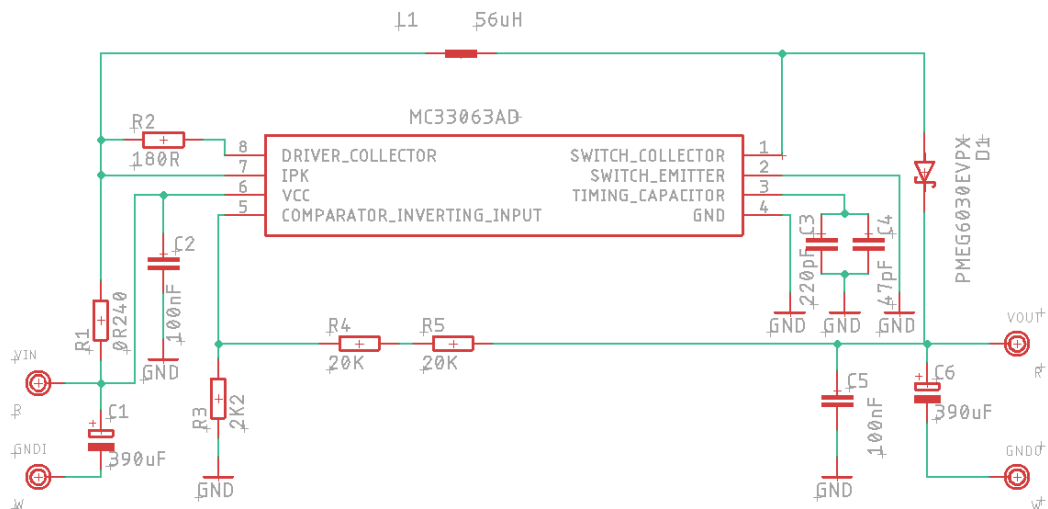 L1 56uH
MC33063AD
R2
180R
8 DRIVER_COLLECTOR
7 IPK
6 VCC
5 COMPARATOR_INVERTING_INPUT
SWITCH_COLLECTOR 1
SWITCH_EMITTER 2
TIMING_CAPACITOR 3
GND 4
D1
PMEG6030EVPX
C2
100nF
GND
C3
220pF
C4
47pF
GND
GND
GND
R1
0R240
R4
20K
R5
20K
R3
2K2
GND
VIN
R
C1
390uF
GNDI
W
C5
100nF
GND
C6
390uF
VOUT
R
GNDO
W